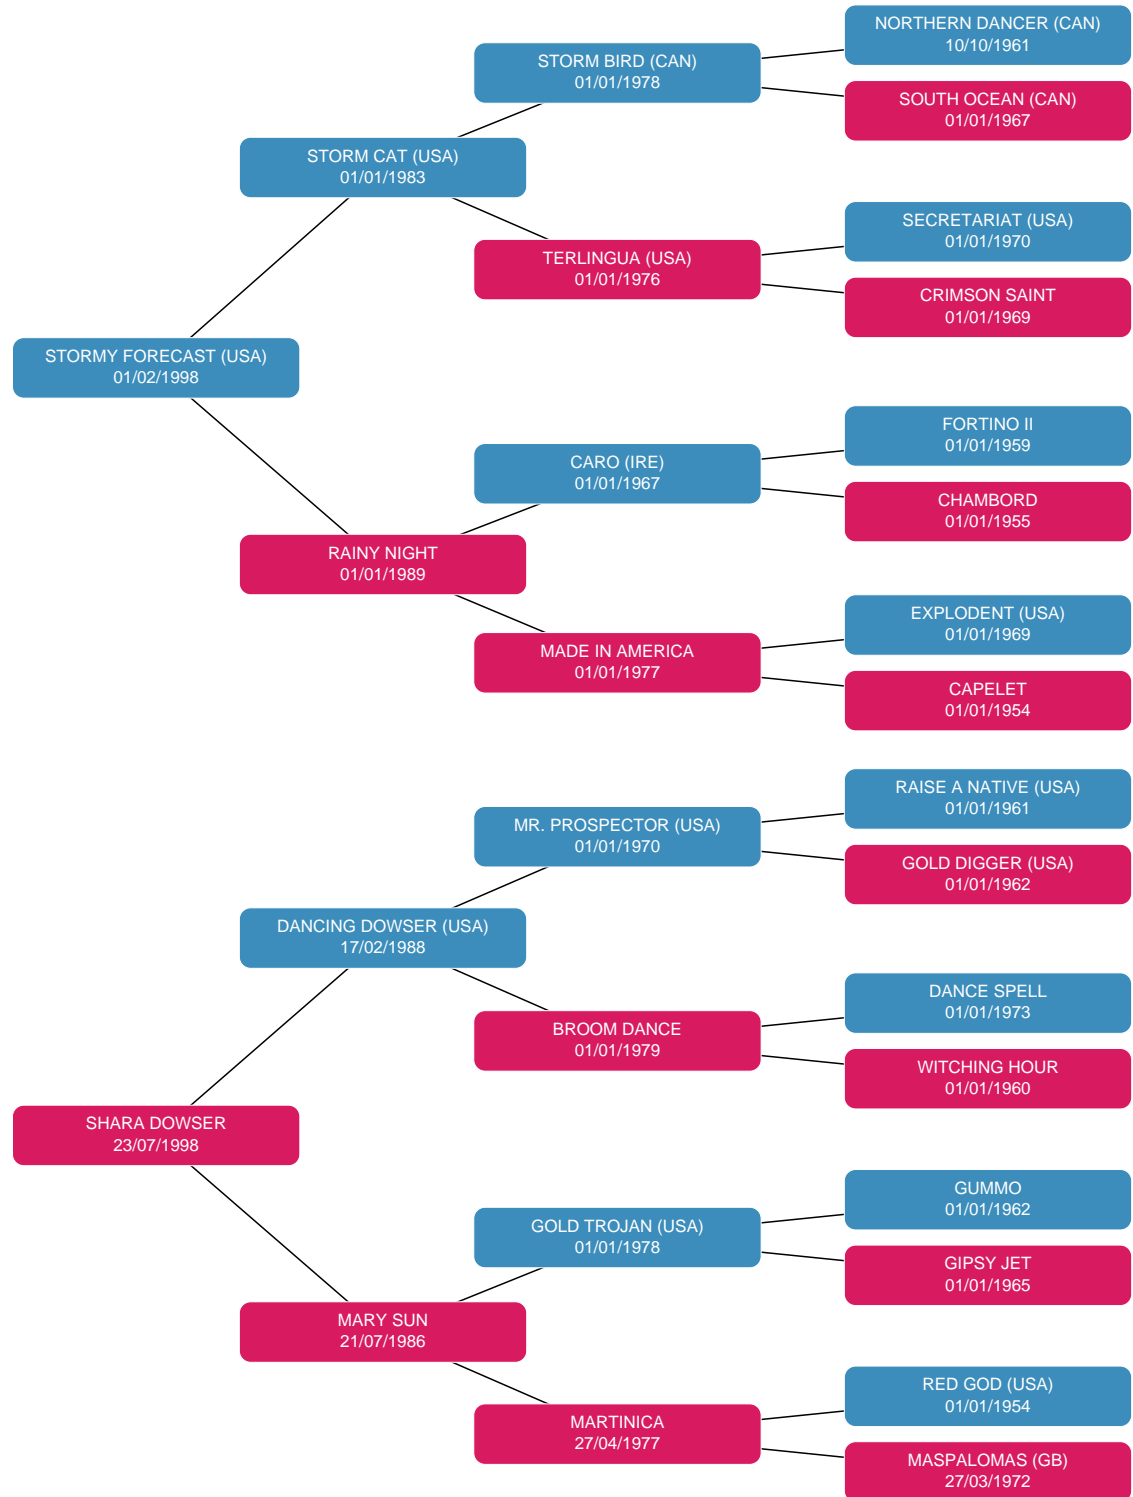 NORTHERN DANCER (CAN)
10/10/1961
STORM BIRD (CAN)
01/01/1978
SOUTH OCEAN (CAN)
01/01/1967
STORM CAT (USA)
01/01/1983
SECRETARIAT (USA)
01/01/1970
TERLINGUA (USA)
01/01/1976
CRIMSON SAINT
01/01/1969
STORMY FORECAST (USA)
01/02/1998
FORTINO II
01/01/1959
CARO (IRE)
01/01/1967
CHAMBORD
01/01/1955
RAINY NIGHT
01/01/1989
EXPLODENT (USA)
01/01/1969
MADE IN AMERICA
01/01/1977
CAPELET
01/01/1954
RAISE A NATIVE (USA)
01/01/1961
MR. PROSPECTOR (USA)
01/01/1970
GOLD DIGGER (USA)
01/01/1962
DANCING DOWSER (USA)
17/02/1988
DANCE SPELL
01/01/1973
BROOM DANCE
01/01/1979
WITCHING HOUR
01/01/1960
SHARA DOWSER
23/07/1998
GUMMO
01/01/1962
GOLD TROJAN (USA)
01/01/1978
GIPSY JET
01/01/1965
MARY SUN
21/07/1986
RED GOD (USA)
01/01/1954
MARTINICA
27/04/1977
MASPALOMAS (GB)
27/03/1972